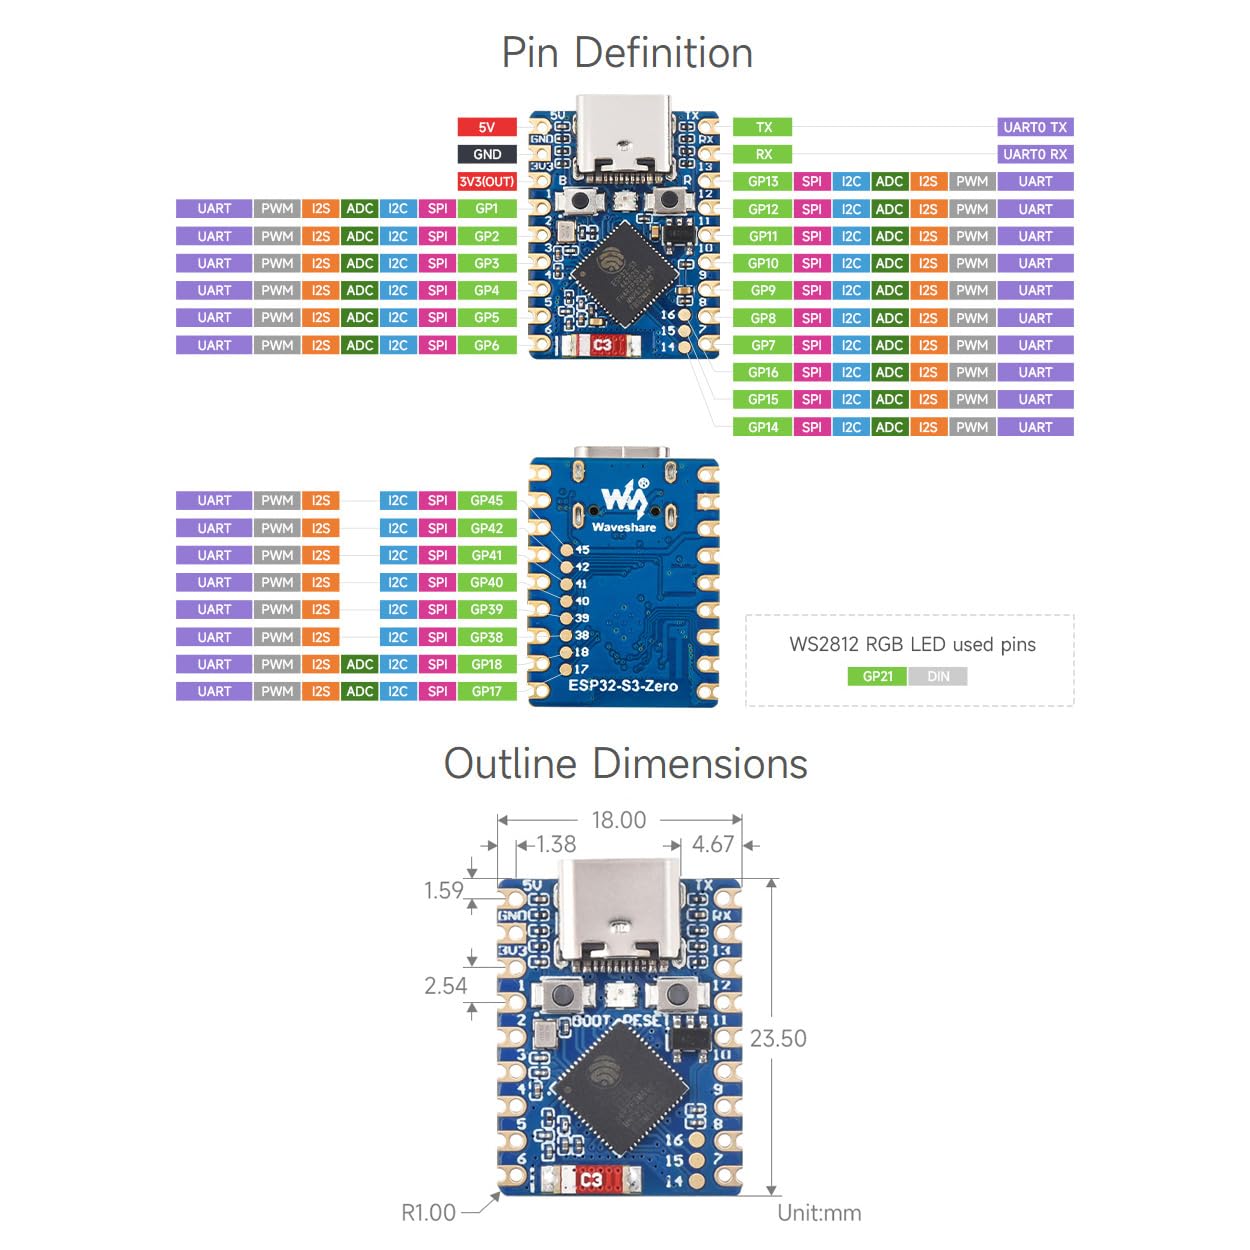 Pin Definition
5V
GND
3V3(OUT)
UART PWM I2S ADC I2C SPI GP1
UART PWM I2S ADC I2C SPI GP2
UART PWM I2S ADC I2C SPI GP3
UART PWM I2S ADC I2C SPI GP4
UART PWM I2S ADC I2C SPI GP5
UART PWM I2S ADC I2C SPI GP6
5V TX
GND RX
3V3 13
B R
1 12
2 11
3 10
4 9
5 16 8
6 15 7
C3 14
TX UART0 TX
RX UART0 RX
GP13 SPI I2C ADC I2S PWM UART
GP12 SPI I2C ADC I2S PWM UART
GP11 SPI I2C ADC I2S PWM UART
GP10 SPI I2C ADC I2S PWM UART
GP9 SPI I2C ADC I2S PWM UART
GP8 SPI I2C ADC I2S PWM UART
GP7 SPI I2C ADC I2S PWM UART
GP16 SPI I2C ADC I2S PWM UART
GP15 SPI I2C ADC I2S PWM UART
GP14 SPI I2C ADC I2S PWM UART
UART PWM I2S I2C SPI GP45
UART PWM I2S I2C SPI GP42
UART PWM I2S I2C SPI GP41
UART PWM I2S I2C SPI GP40
UART PWM I2S I2C SPI GP39
UART PWM I2S I2C SPI GP38
UART PWM I2S ADC I2C SPI GP18
UART PWM I2S ADC I2C SPI GP17
®
Waveshare
45
42
41
40
39
38
18
17
ESP32-S3-Zero
WS2812 RGB LED used pins
GP21 DIN
Outline Dimensions
18.00
1.38 4.67
1.59
2.54
23.50
5V TX
GND RX
3V3 13
1 12
2 BOOT RESET 11
3 10
4 9
5 16 8
6 15 7
C3 14
R1.00
Unit:mm